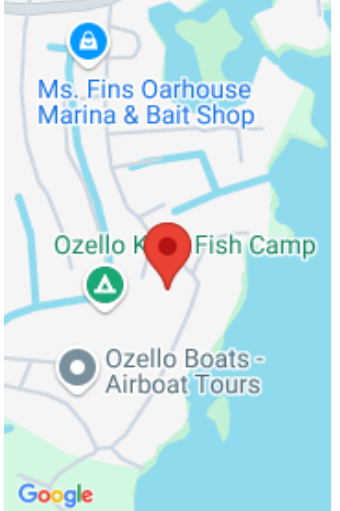 Ms. Fins Oarhouse
Marina & Bait Shop
Ozello K Fish Camp
Ozello Boats -
Airboat Tours
Google